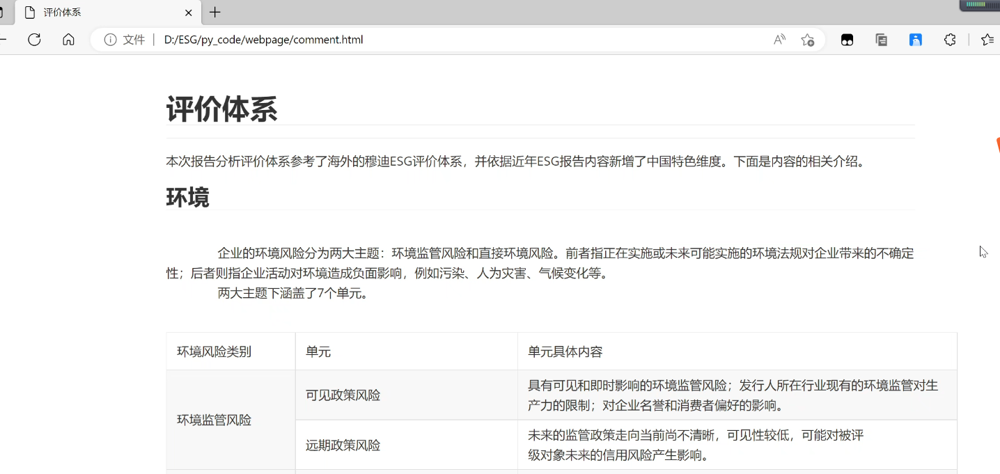 评价体系
文件
D:/ESG/py_code/webpage/comment.html
评价体系
本次报告分析评价体系参考了海外的穆迪ESG评价体系，并依据近年ESG报告内容新增了中国特色维度。下面是内容的相关介绍。
环境
企业的环境风险分为两大主题：环境监管风险和直接环境风险。前者指正在实施或未来可能实施的环境法规对企业带来的不确定
性；后者则指企业活动对环境造成负面影响，例如污染、人为灾害、气候变化等。
两大主题下涵盖了7个单元。
环境风险类别
单元
单元具体内容
环境监管风险
可见政策风险
具有可见和即时影响的环境监管风险；发行人所在行业现有的环境监管对生
产力的限制；对企业名誉和消费者偏好的影响。
远期政策风险
未来的监管政策走向当前尚不清晰，可见性较低，可能对被评
级对象未来的信用风险产生影响。